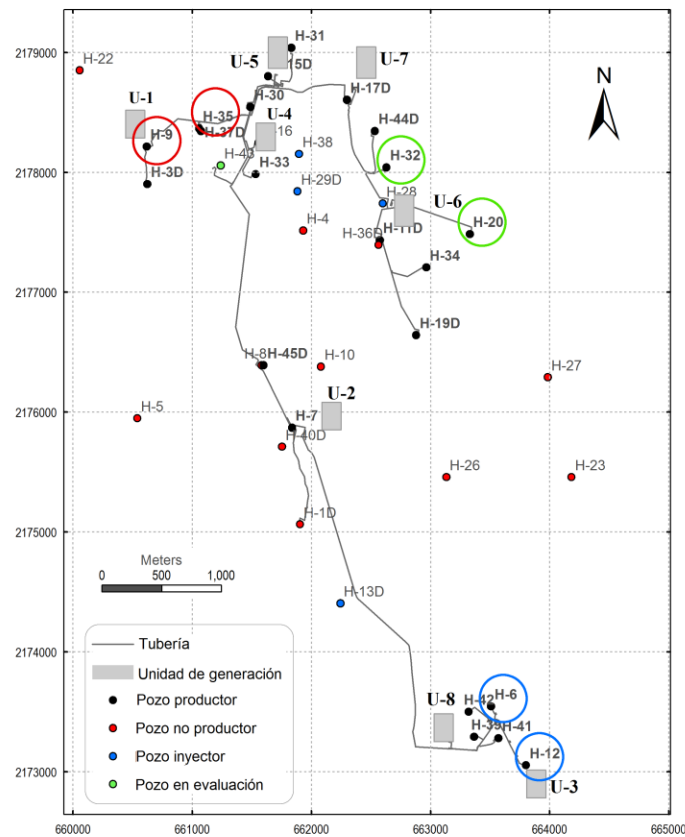 2179000
2178000
2177000
2176000
2175000
2174000
2173000
H-22
H-31
U-5
15D
U-7
U-1
H-30
H-17D
H-35
U-4
H-44D
H-9
H-37D
16
H-38
H-32
H-43
H-33
H-3D
H-29D
H-28
U-6
H-4
H-20
H-36D
H-11D
H-34
H-19D
H-8
H-45D
H-10
H-27
H-5
U-2
H-7
H-40D
H-26
H-23
H-1D
H-13D
N
Meters
0 500 1,000
Tubería
Unidad de generación
Pozo productor
Pozo no productor
Pozo inyector
Pozo en evaluación
H-6
H-42
U-8
H-39
H-41
H-12
U-3
660000 661000 662000 663000 664000 665000